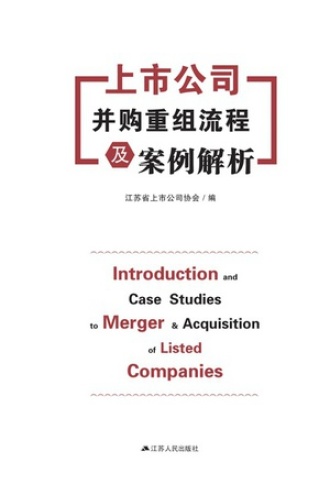 上市公司
并购重组流程
及案例解析
江苏省上市公司协会/编
Introduction and
Case Studies
to Merger & Acquisition
of Listed
Companies
江苏人民出版社